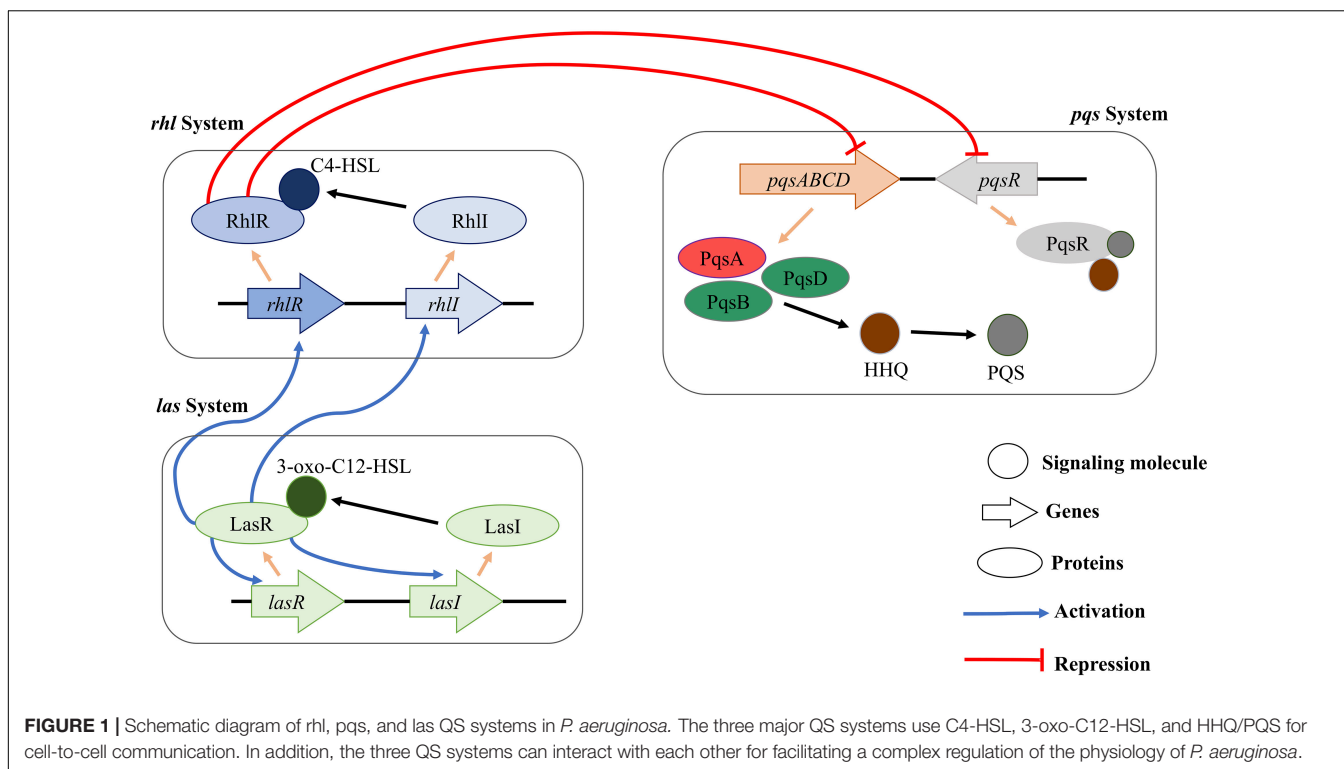 rhl System
C4-HSL
RhlR
RhlI
rhlR
rhlI
pqs System
pqsABCD
pqsR
PqsA
PqsD
PqsB
PqsR
HHQ
PQS
las System
3-oxo-C12-HSL
LasR
LasI
lasR
lasI
Signaling molecule
Genes
Proteins
Activation
Repression
FIGURE 1 | Schematic diagram of rhl, pqs, and las QS systems in P. aeruginosa. The three major QS systems use C4-HSL, 3-oxo-C12-HSL, and HHQ/PQS for
cell-to-cell communication. In addition, the three QS systems can interact with each other for facilitating a complex regulation of the physiology of P. aeruginosa.